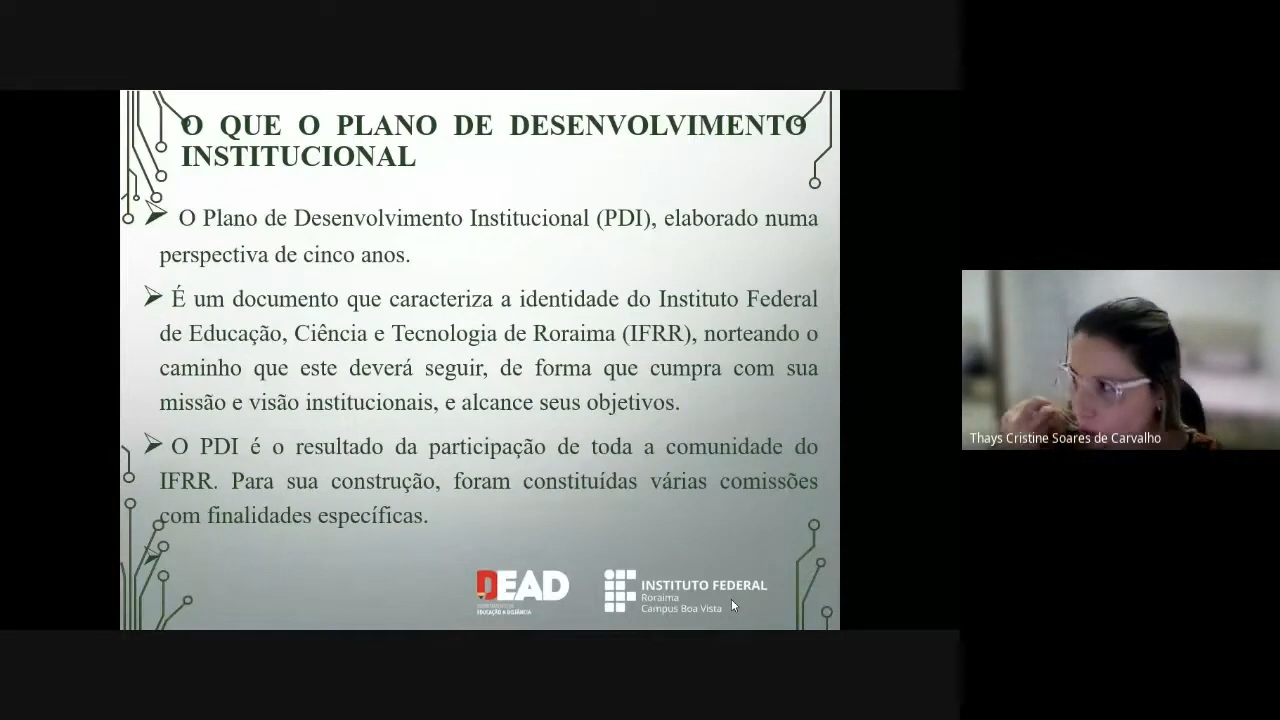 O QUE O PLANO DE DESENVOLVIMENTO
INSTITUCIONAL
O Plano de Desenvolvimento Institucional (PDI), elaborado numa
perspectiva de cinco anos.
É um documento que caracteriza a identidade do Instituto Federal
de Educação, Ciência e Tecnologia de Roraima (IFRR), norteando o
caminho que este deverá seguir, de forma que cumpra com sua
missão e visão institucionais, e alcance seus objetivos.
O PDI é o resultado da participação de toda a comunidade do
IFRR. Para sua construção, foram constituídas várias comissões
com finalidades específicas.
DEAD
EDUCAÇÃO A DISTÂNCIA
INSTITUTO FEDERAL
Roraima
Campus Boa Vista
Thays Cristine Soares de Carvalho